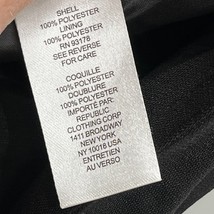 SHELL
100% POLYESTER
LINING
100% POLYESTER
RN 93178
SEE REVERSE
FOR CARE
COQUILLE
100% POLYESTER
DOUBLURE
100% POLYESTER
IMPORTÉ PAR:
REPUBLIC
CLOTHING CORP
1411 BROADWAY
NEW YORK
NY 10018 USA
ENTRETIEN
AU VERSO